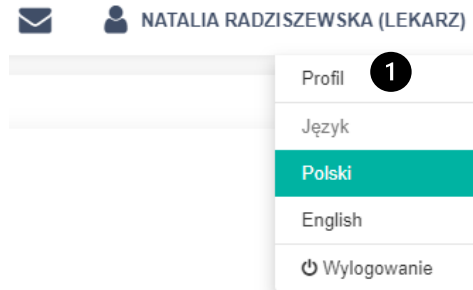 NATALIA RADZISZEWSKA (LEKARZ)
Profil 1
Język
Polski
English
Wylogowanie